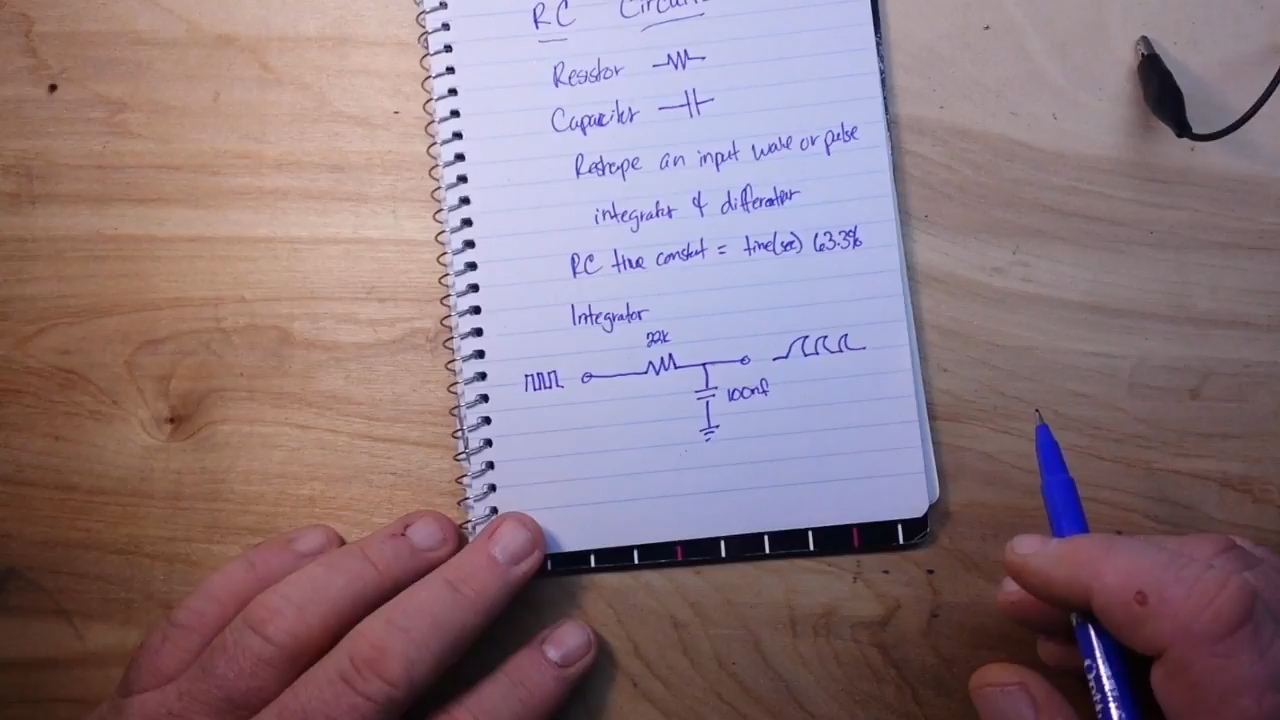 RC Circuits
Resistor
Capacitor
Reshape an input wave or pulse
integrator & differentiator
RC time constant = time(sec) 63.3%
Integrator
22k
100nf